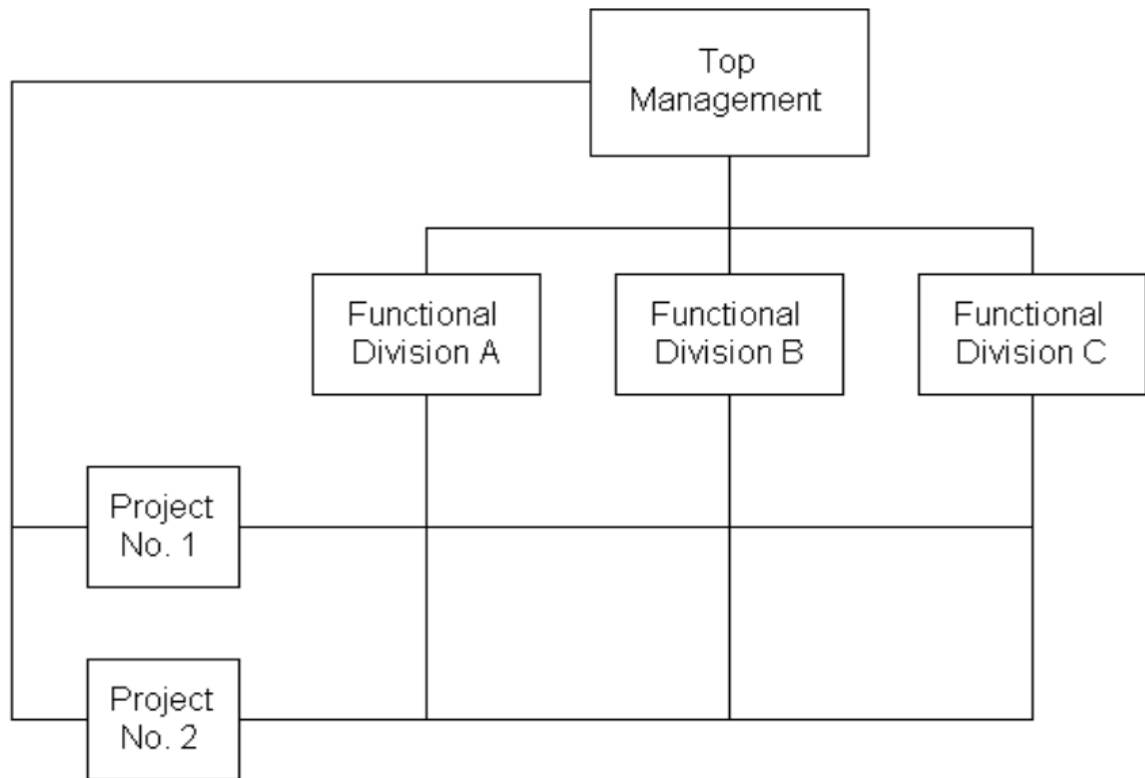 Top
Management
Functional
Division A
Functional
Division B
Functional
Division C
Project
No. 1
Project
No. 2